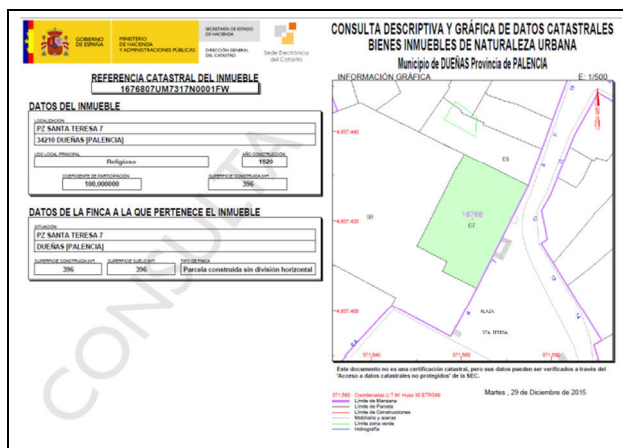 GOBIERNO
DE ESPAÑA
MINISTERIO
DE HACIENDA
Y ADMINISTRACIONES PÚBLICAS
SECRETARÍA DE ESTADO
DE HACIENDA
DIRECCIÓN GENERAL
DEL CATASTRO
Sede Electrónica
del Catastro
CONSULTA DESCRIPTIVA Y GRÁFICA DE DATOS CATASTRALES
BIENES INMUEBLES DE NATURALEZA URBANA
Municipio de DUEÑAS Provincia de PALENCIA
REFERENCIA CATASTRAL DEL INMUEBLE
1676807UM7317N0001FW
DATOS DEL INMUEBLE
LOCALIZACIÓN
PZ SANTA TERESA 7
34210 DUEÑAS [PALENCIA]
USO LOCAL PRINCIPAL
AÑO CONSTRUCCIÓN
Religioso
1920
COEFICIENTE DE PARTICIPACIÓN
SUPERFICIE CONSTRUIDA [m²]
100,000000
396
DATOS DE LA FINCA A LA QUE PERTENECE EL INMUEBLE
SITUACIÓN
PZ SANTA TERESA 7
DUEÑAS [PALENCIA]
SUPERFICIE CONSTRUIDA [m²]
SUPERFICIE SUELO [m²]
TIPO DE FINCA
396
396
Parcela construida sin división horizontal
CONSULTA
INFORMACIÓN GRÁFICA
E: 1/500
4,637,440
4,637,420
4,637,400
06
16768
07
08
PLAZA
STA. TERESA
371,540
371,560
371,580
Este documento no es una certificación catastral, pero sus datos pueden ser verificados a través del
'Acceso a datos catastrales no protegidos' de la SEC.
371,580 Coordenadas U.T.M. Huso 30 ETRS89
Límite de Manzana
Límite de Parcela
Límite de Construcciones
Mobiliario y aceras
Límite zona verde
Hidrografía
Martes , 29 de Diciembre de 2015